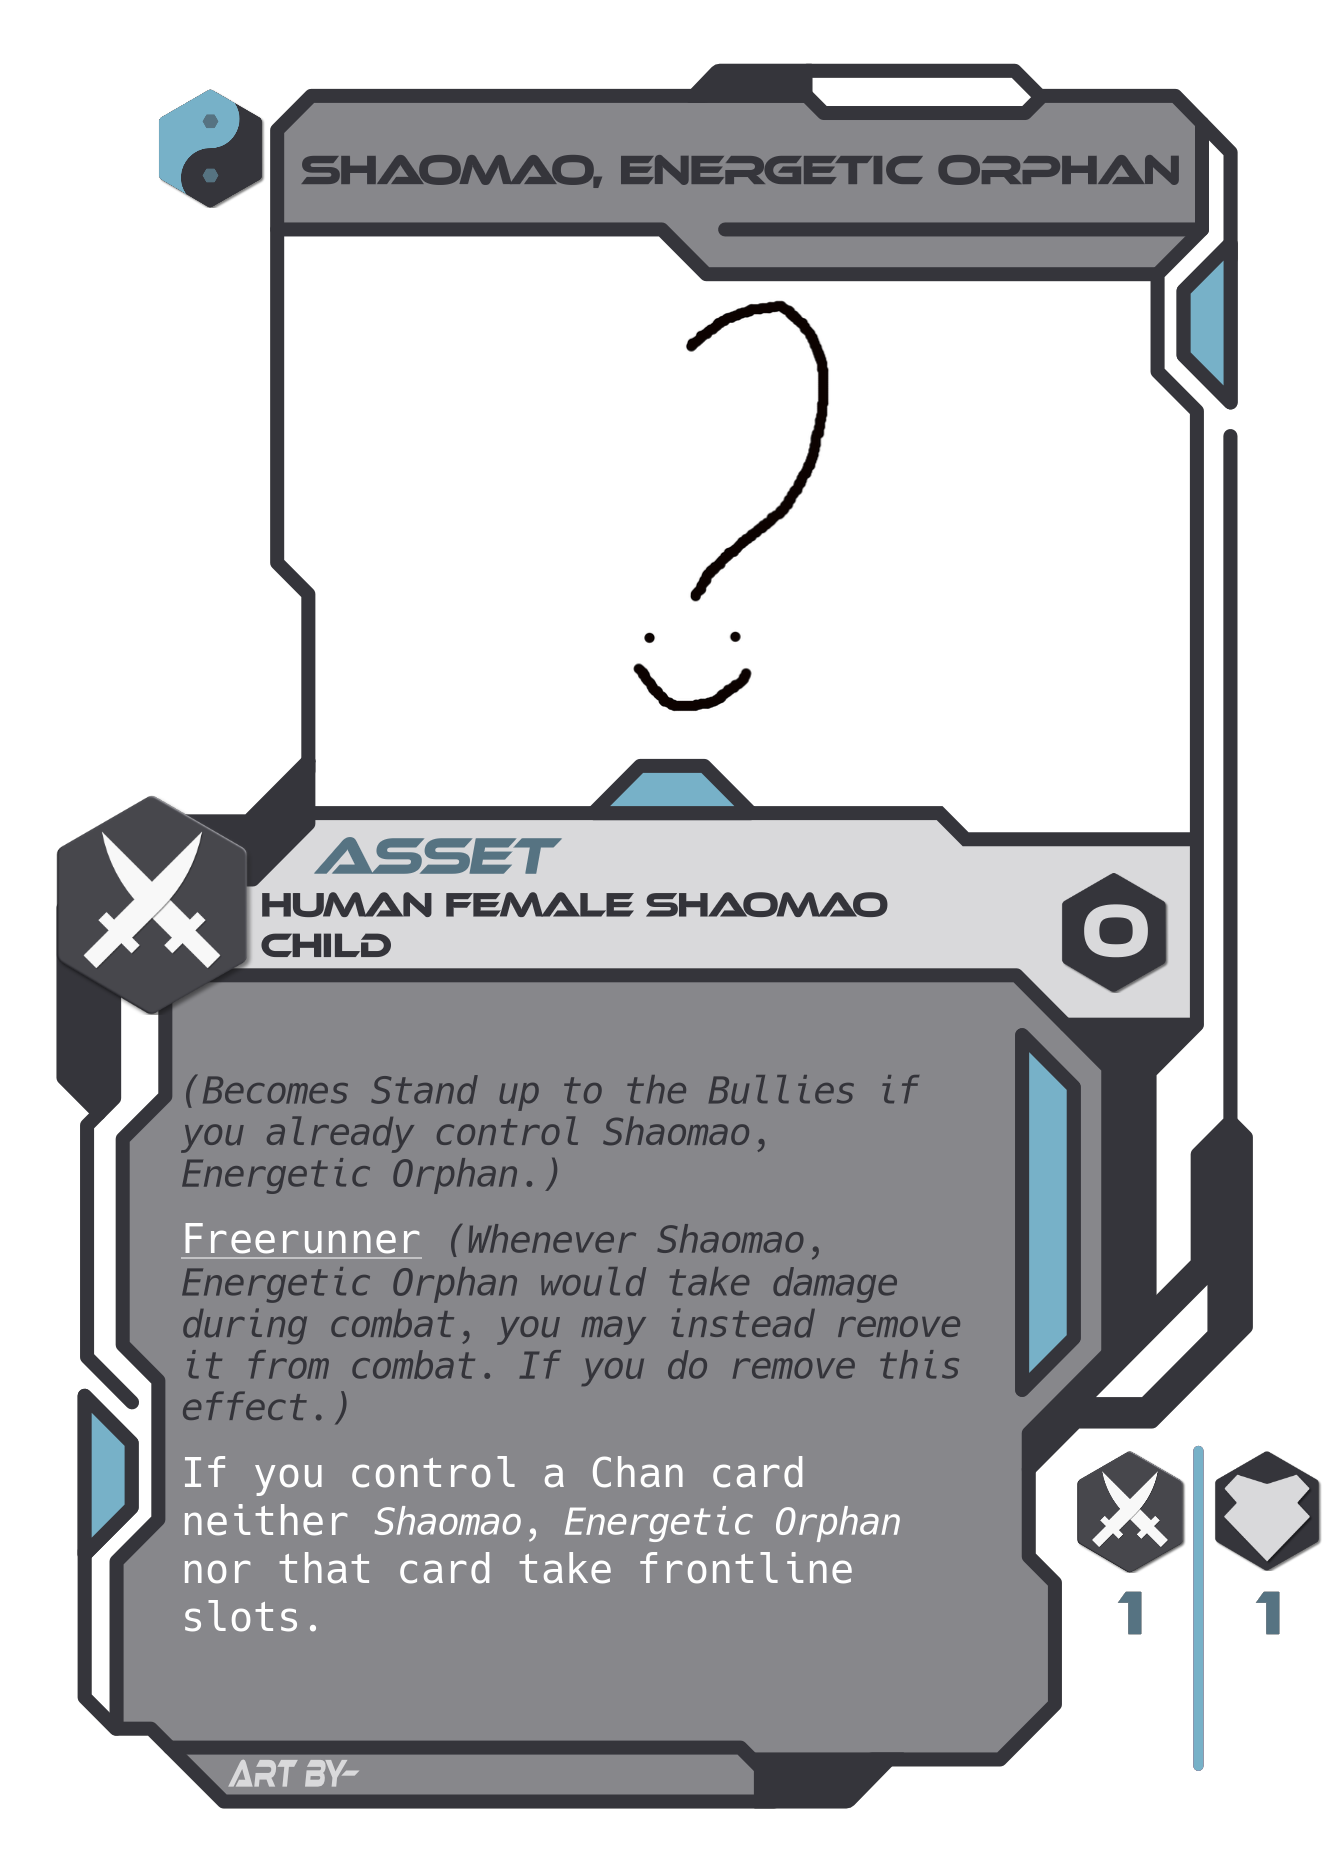 SHAOMAO, ENERGETIC ORPHAN
ASSET
HUMAN FEMALE SHAOMAO
CHILD
0
(Becomes Stand up to the Bullies if
you already control Shaomao,
Energetic Orphan.)
Freerunner (Whenever Shaomao,
Energetic Orphan would take damage
during combat, you may instead remove
it from combat. If you do remove this
effect.)
If you control a Chan card
neither Shaomao, Energetic Orphan
nor that card take frontline
slots.
1
1
ART BY-